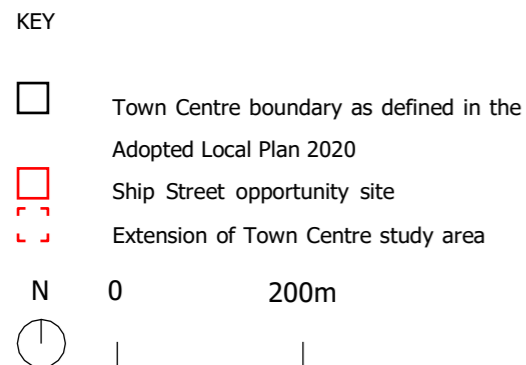 KEY
Town Centre boundary as defined in the
Adopted Local Plan 2020
Ship Street opportunity site
Extension of Town Centre study area
N 0 200m